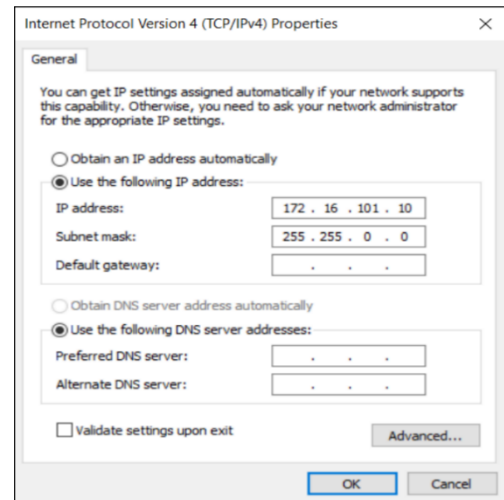 Internet Protocol Version 4 (TCP/IPv4) Properties
General
You can get IP settings assigned automatically if your network supports
this capability. Otherwise, you need to ask your network administrator
for the appropriate IP settings.
Obtain an IP address automatically
Use the following IP address:
IP address: 172 . 16 . 101 . 10
Subnet mask: 255 . 255 . 0 . 0
Default gateway: . . .
Obtain DNS server address automatically
Use the following DNS server addresses:
Preferred DNS server: . . .
Alternate DNS server: . . .
Validate settings upon exit
Advanced...
OK Cancel